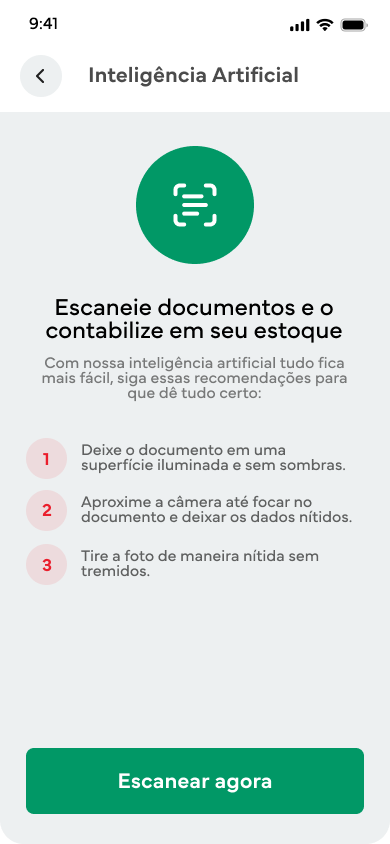 9:41
Inteligência Artificial
Escaneie documentos e o
contabilize em seu estoque
Com nossa inteligência artificial tudo fica
mais fácil, siga essas recomendações para
que dê tudo certo:
1
Deixe o documento em uma
superfície iluminada e sem sombras.
2
Aproxime a câmera até focar no
documento e deixar os dados nítidos.
3
Tire a foto de maneira nítida sem
tremidos.
Escanear agora